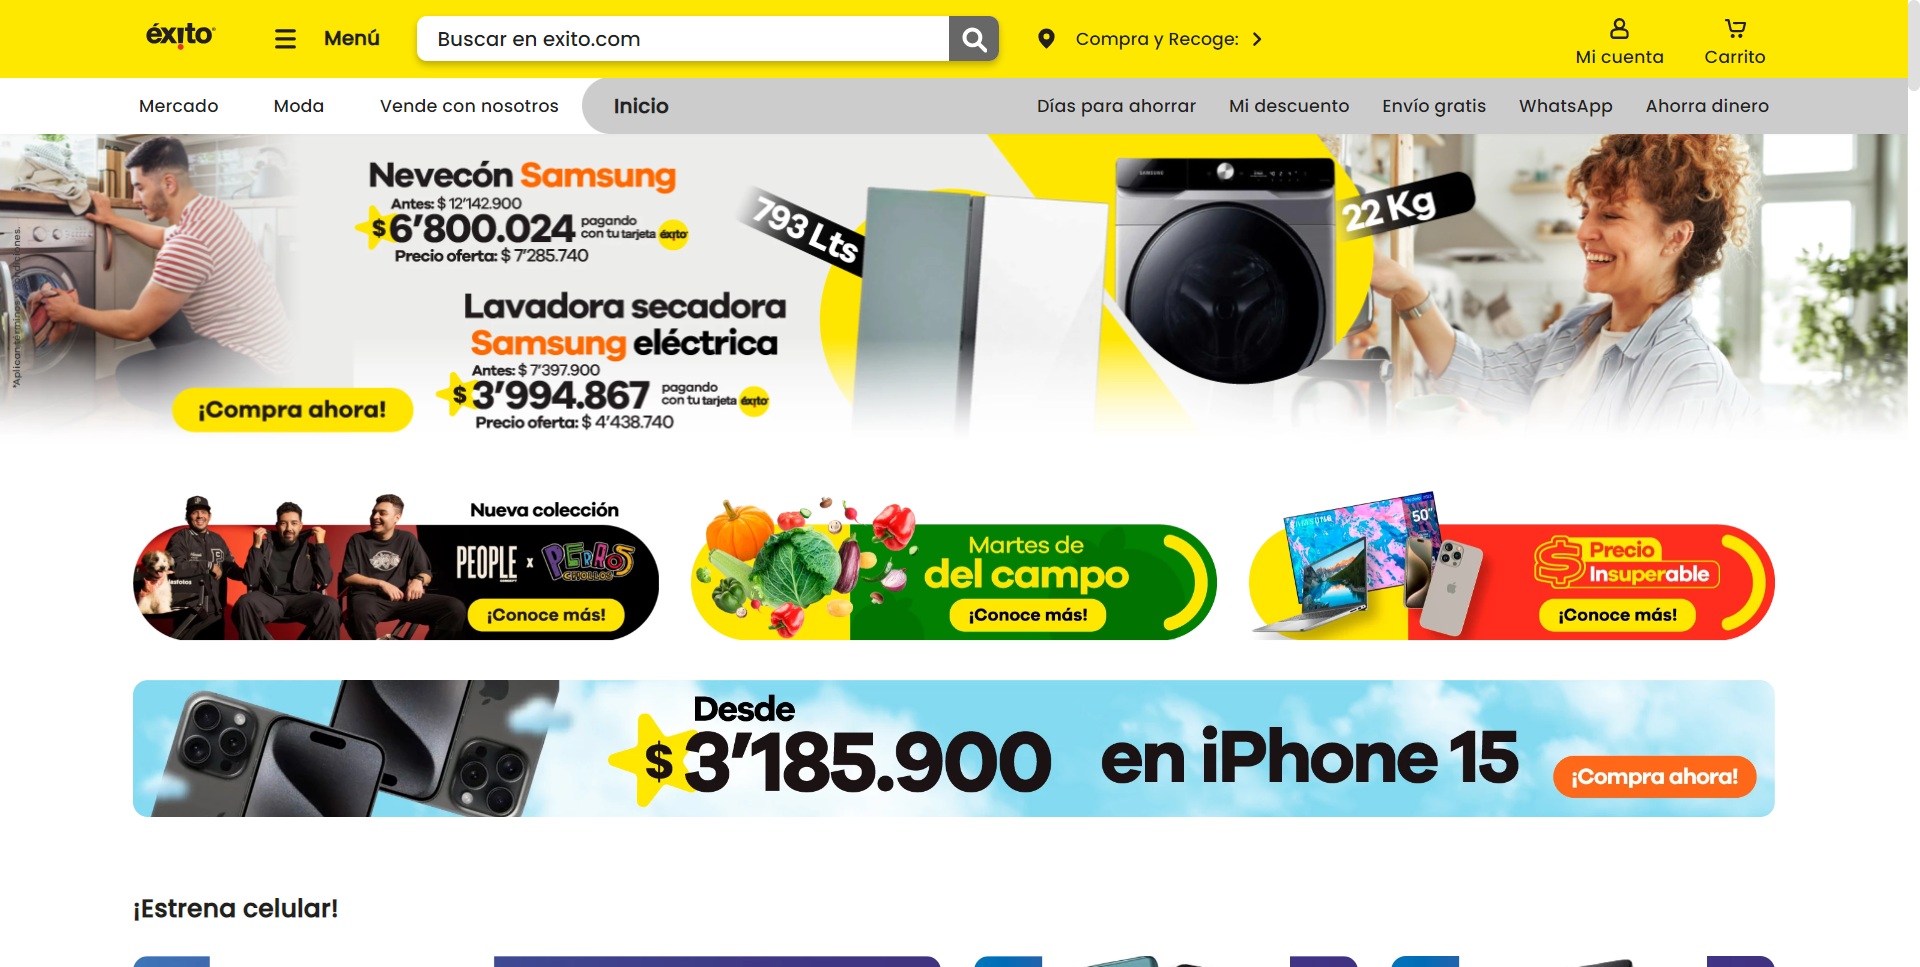 éxito
Menú
Buscar en exito.com
Compra y Recoge:
Mi cuenta
Carrito
Mercado
Moda
Vende con nosotros
Inicio
Días para ahorrar
Mi descuento
Envío gratis
WhatsApp
Ahorra dinero
Nevecón Samsung
Antes: $ 12'142.900
$ 6'800.024 pagando
con tu tarjeta éxito
Precio oferta: $ 7'285.740
Lavadora secadora
Samsung eléctrica
Antes: $ 7'397.900
$ 3'994.867 pagando
con tu tarjeta éxito
Precio oferta: $ 4'438.740
¡Compra ahora!
*Aplican términos y condiciones.
793 Lts
SAMSUNG
22 Kg
Nueva colección
PEOPLE x PERROS
CRIOLLOS
¡Conoce más!
Martes de
del campo
¡Conoce más!
SAMSUNG
50"
Precio
Insuperable
¡Conoce más!
Desde
$ 3'185.900 en iPhone 15
¡Compra ahora!
¡Estrena celular!